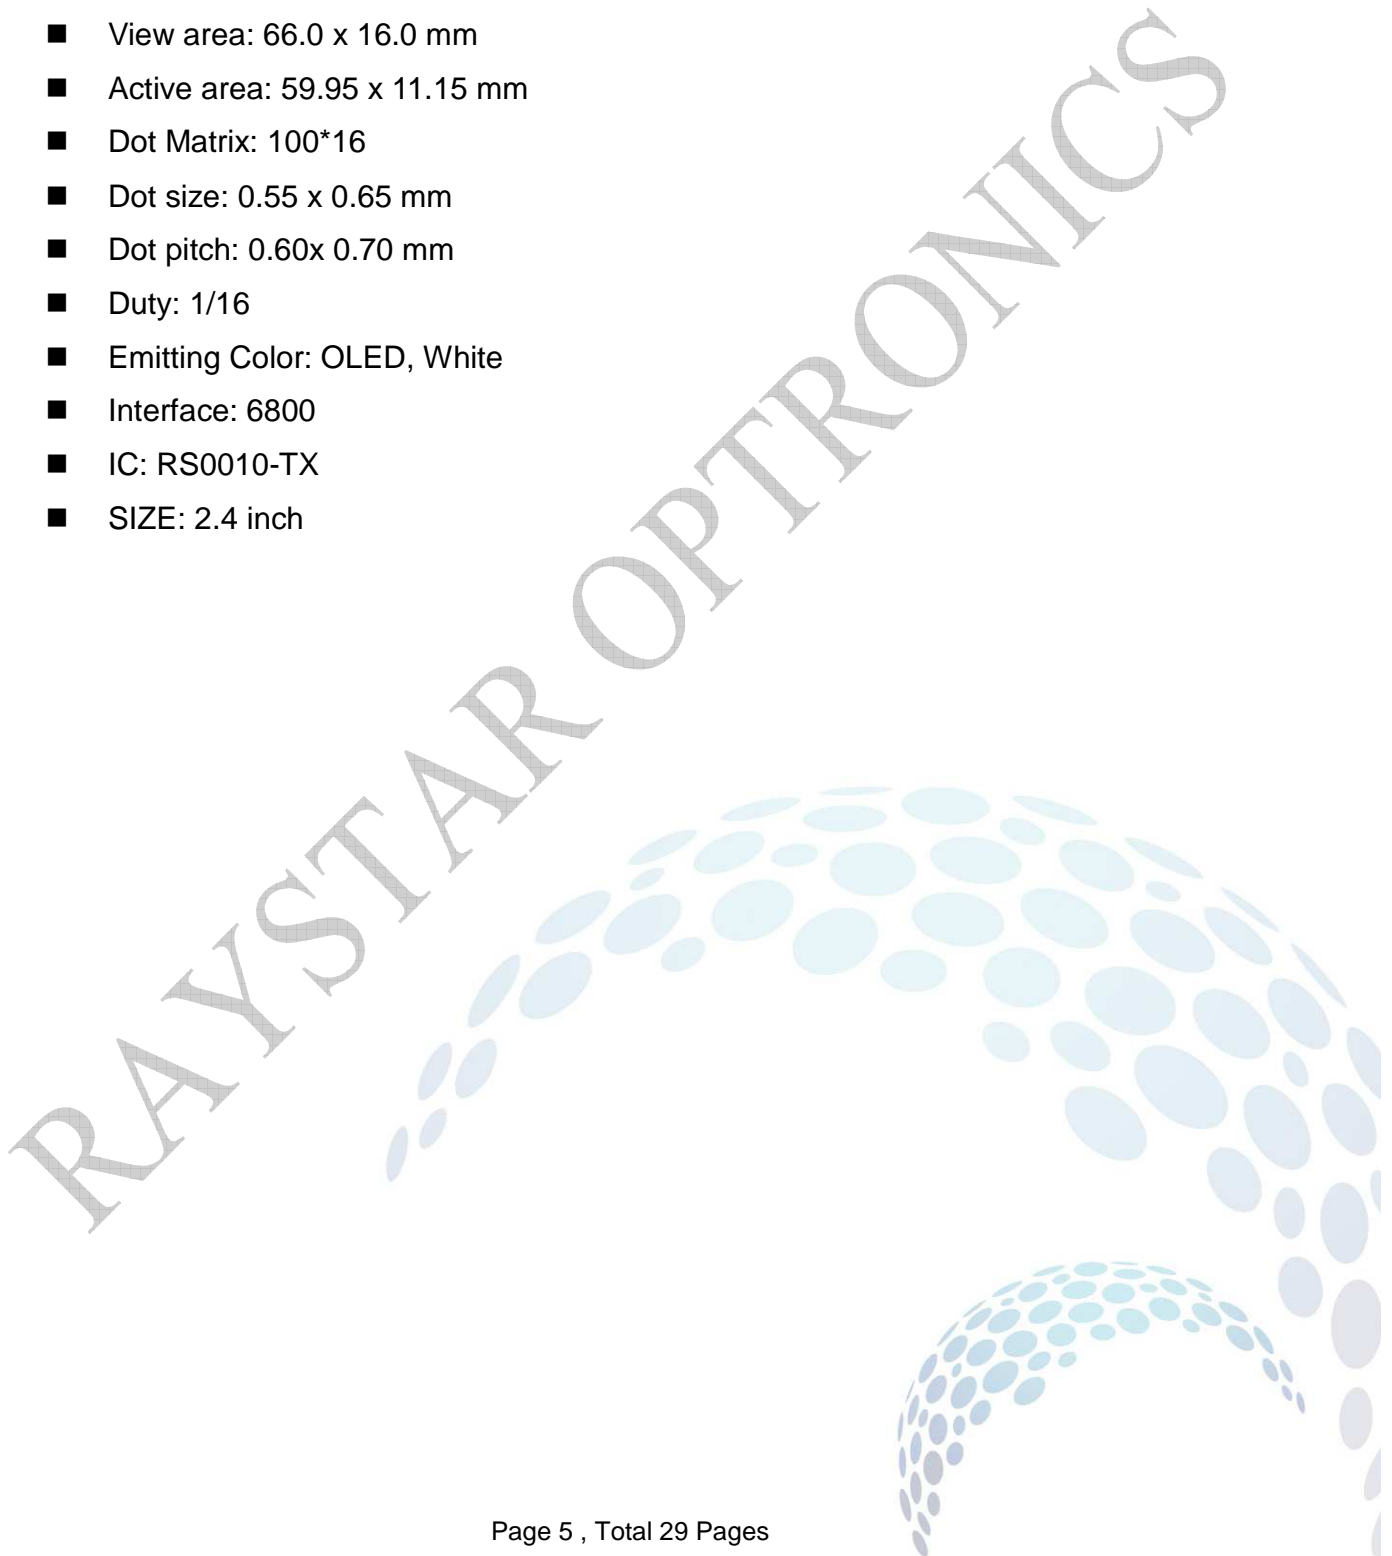 ■ View area: 66.0 x 16.0 mm
■ Active area: 59.95 x 11.15 mm
■ Dot Matrix: 100*16
■ Dot size: 0.55 x 0.65 mm
■ Dot pitch: 0.60x 0.70 mm
■ Duty: 1/16
■ Emitting Color: OLED, White
■ Interface: 6800
■ IC: RS0010-TX
■ SIZE: 2.4 inch
RAYSTAR OPTRONICS
Page 5 , Total 29 Pages